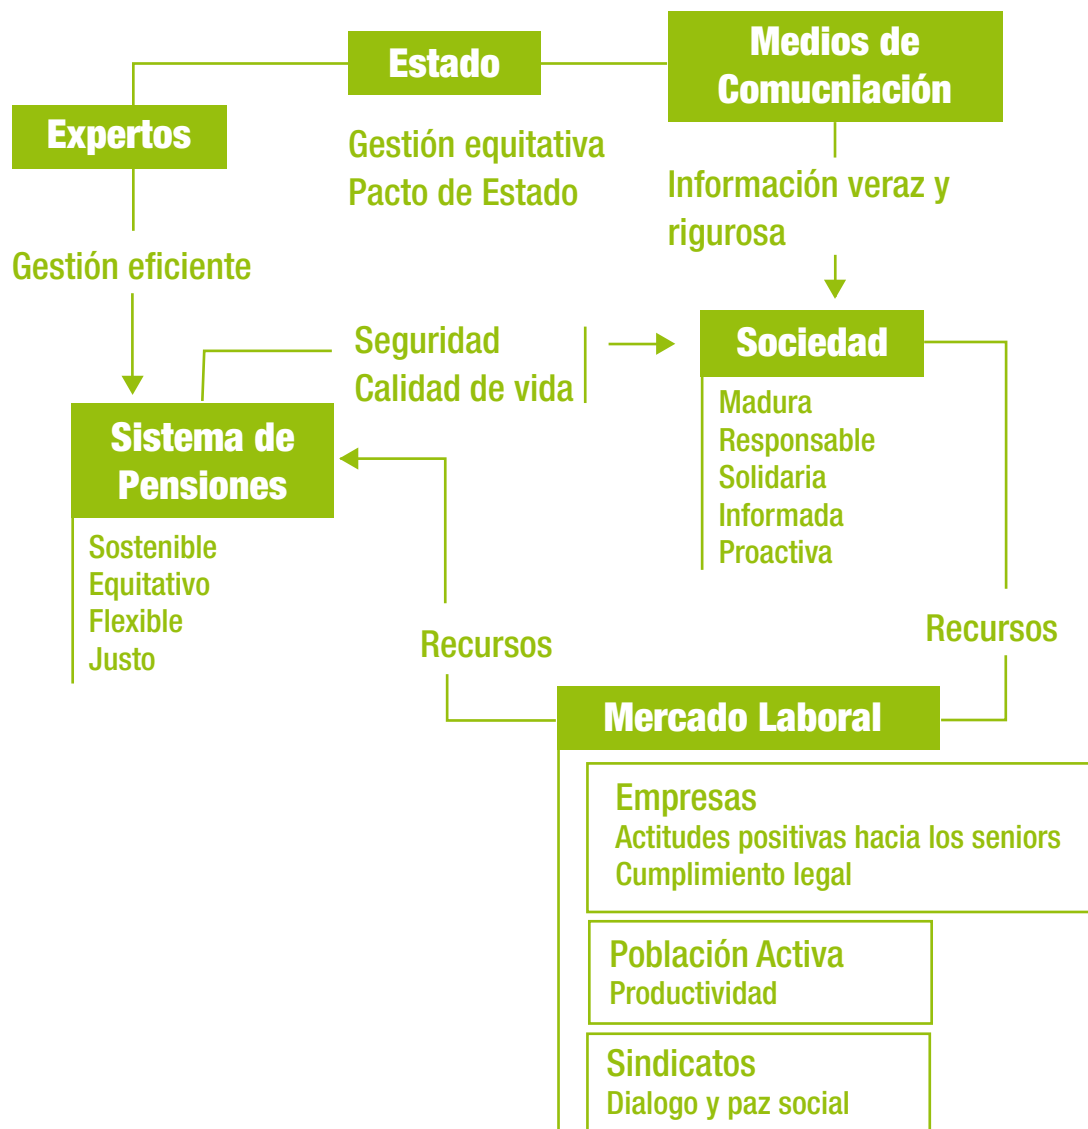 Estado
Medios de
Comucniación
Expertos
Gestión equitativa
Pacto de Estado
Información veraz y
rigurosa
Gestión eficiente
Seguridad
Calidad de vida
Sociedad
Madura
Responsable
Solidaria
Informada
Proactiva
Sistema de
Pensiones
Sostenible
Equitativo
Flexible
Justo
Recursos
Recursos
Mercado Laboral
Empresas
Actitudes positivas hacia los seniors
Cumplimiento legal
Población Activa
Productividad
Sindicatos
Dialogo y paz social